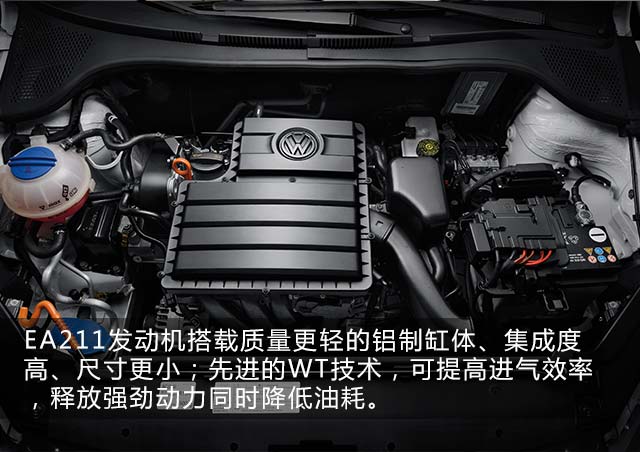 EA211发动机搭载质量更轻的铝制缸体、集成度
高、尺寸更小；先进的WT技术，可提高进气效率
，释放强劲动力同时降低油耗。